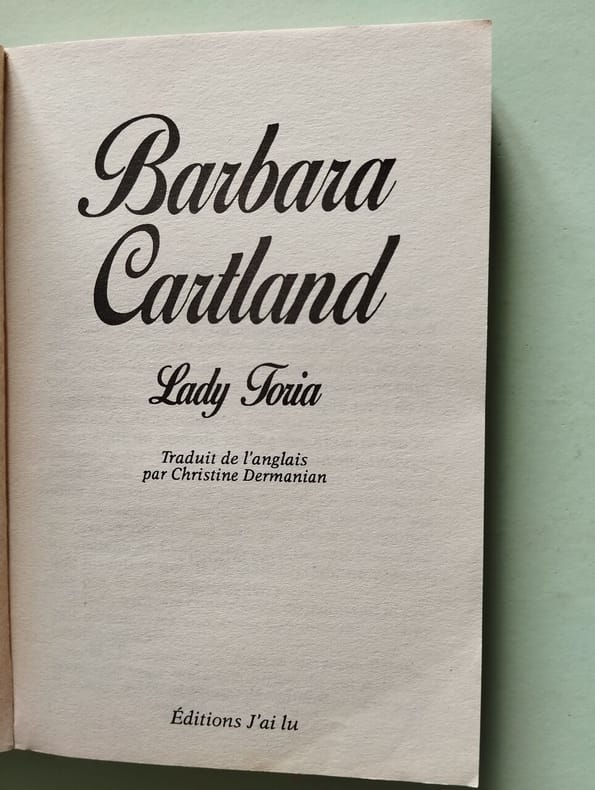 Barbara
Cartland
Lady Toria
Traduit de l'anglais
par Christine Dermanian
Éditions J'ai lu